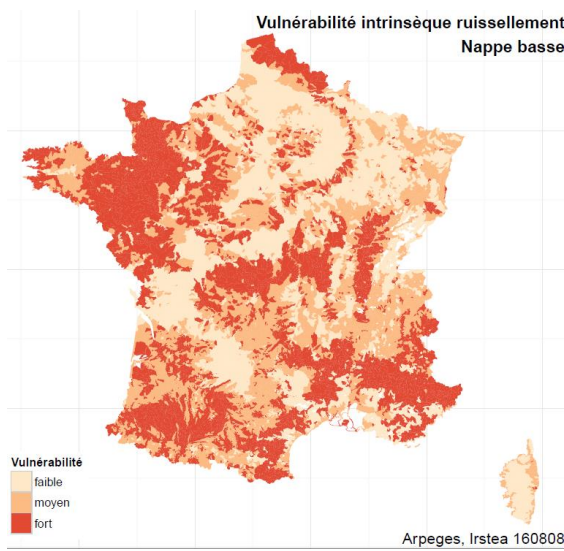 Vulnérabilité intrinsèque ruissellement
Nappe basse
Vulnérabilité
faible
moyen
fort
Arpeges, Irstea 160808